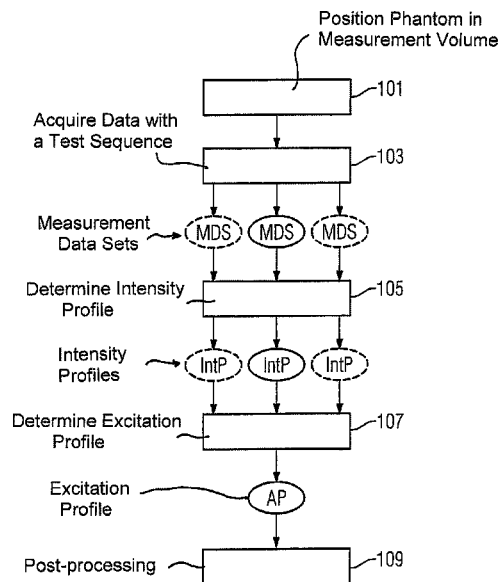 Position Phantom in
Measurement Volume
101
Acquire Data with
a Test Sequence
103
Measurement
Data Sets
MDS
MDS
MDS
Determine Intensity
Profile
105
Intensity
Profiles
IntP
IntP
IntP
Determine Excitation
Profile
107
Excitation
Profile
AP
Post-processing
109